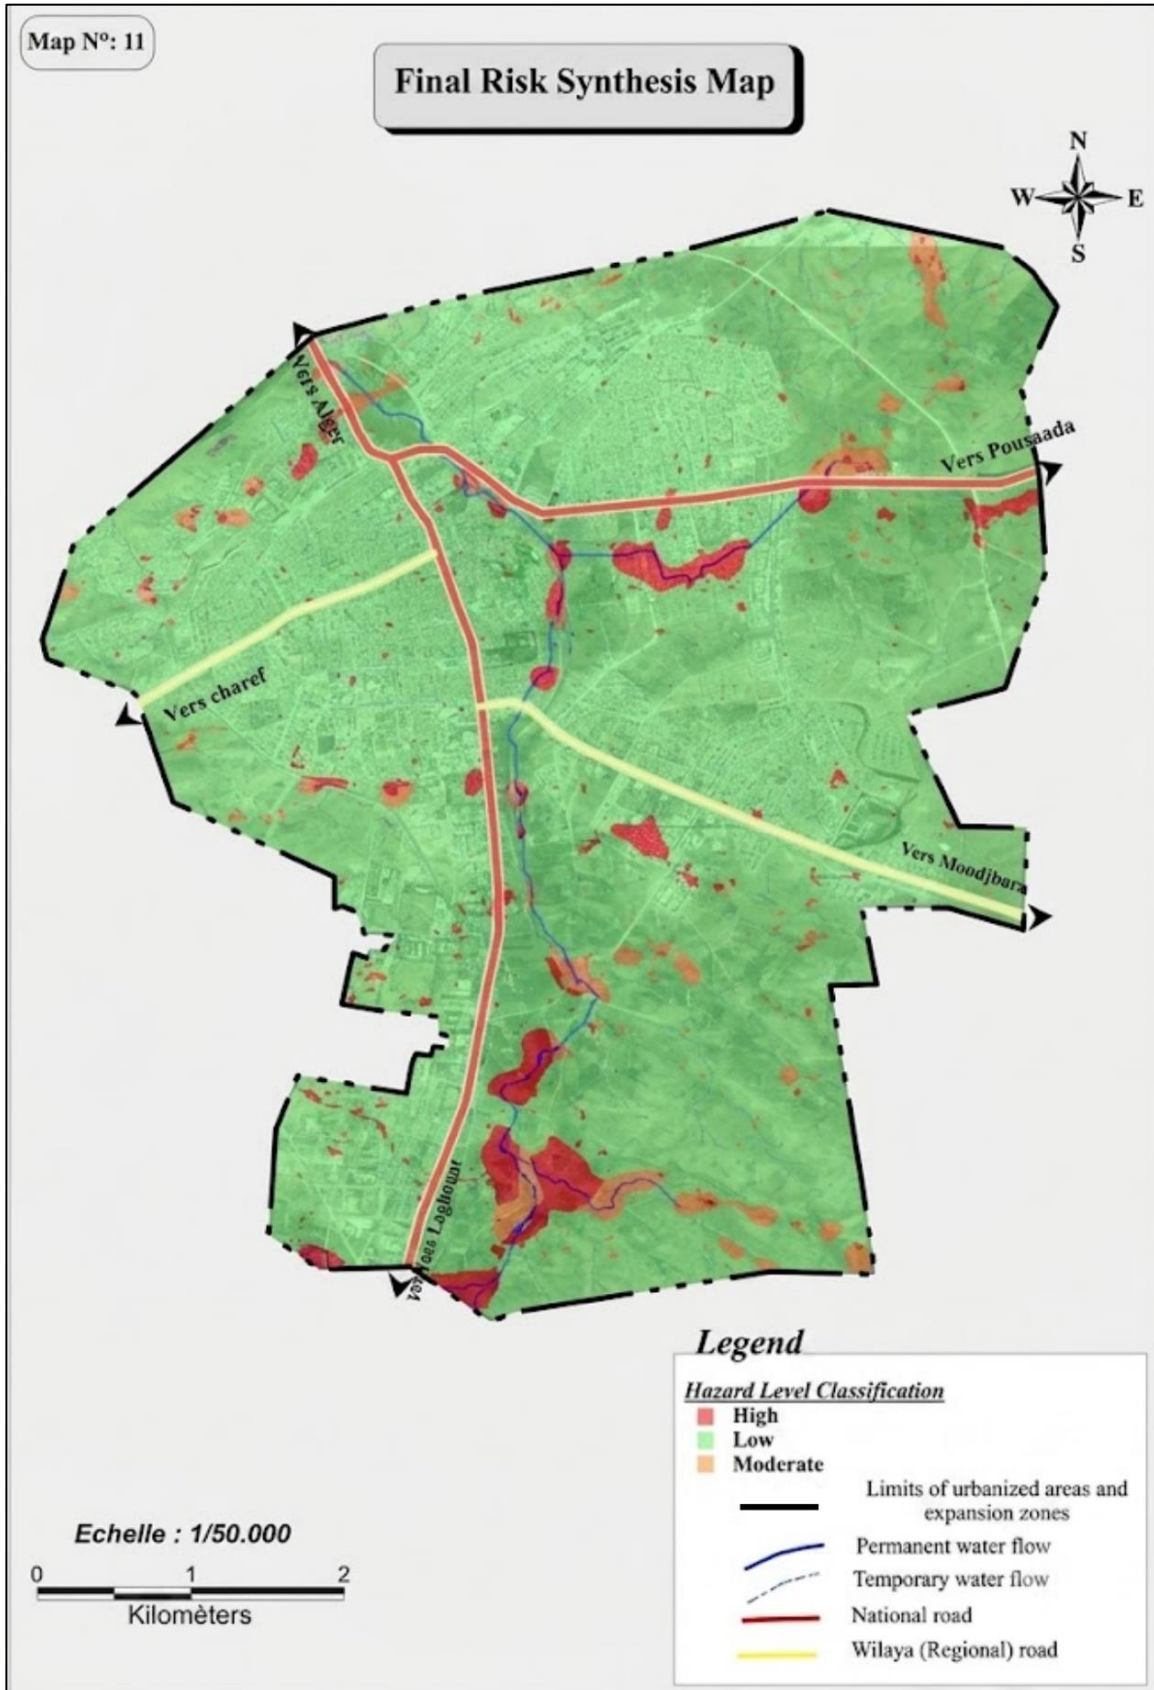 Map Nº: 11
Final Risk Synthesis Map
N
W
E
S
Vers Alger
Vers Pousaada
Vers charef
Vers Moodjbara
Legend
Hazard Level Classification
High
Low
Moderate
Limits of urbanized areas and
expansion zones
Permanent water flow
Temporary water flow
National road
Wilaya (Regional) road
Echelle : 1/50.000
0 1 2
Kilomèters